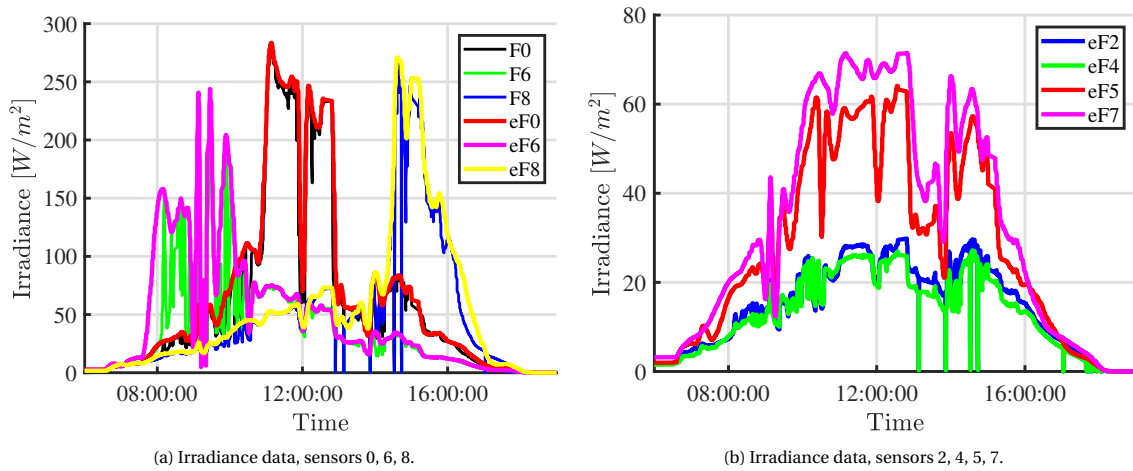 300
250
200
150
100
50
0
Irradiance [W/m²]
08:00:00 12:00:00 16:00:00
Time
F0
F6
F8
eF0
eF6
eF8
(a) Irradiance data, sensors 0, 6, 8.
80
60
40
20
0
Irradiance [W/m²]
08:00:00 12:00:00 16:00:00
Time
eF2
eF4
eF5
eF7
(b) Irradiance data, sensors 2, 4, 5, 7.